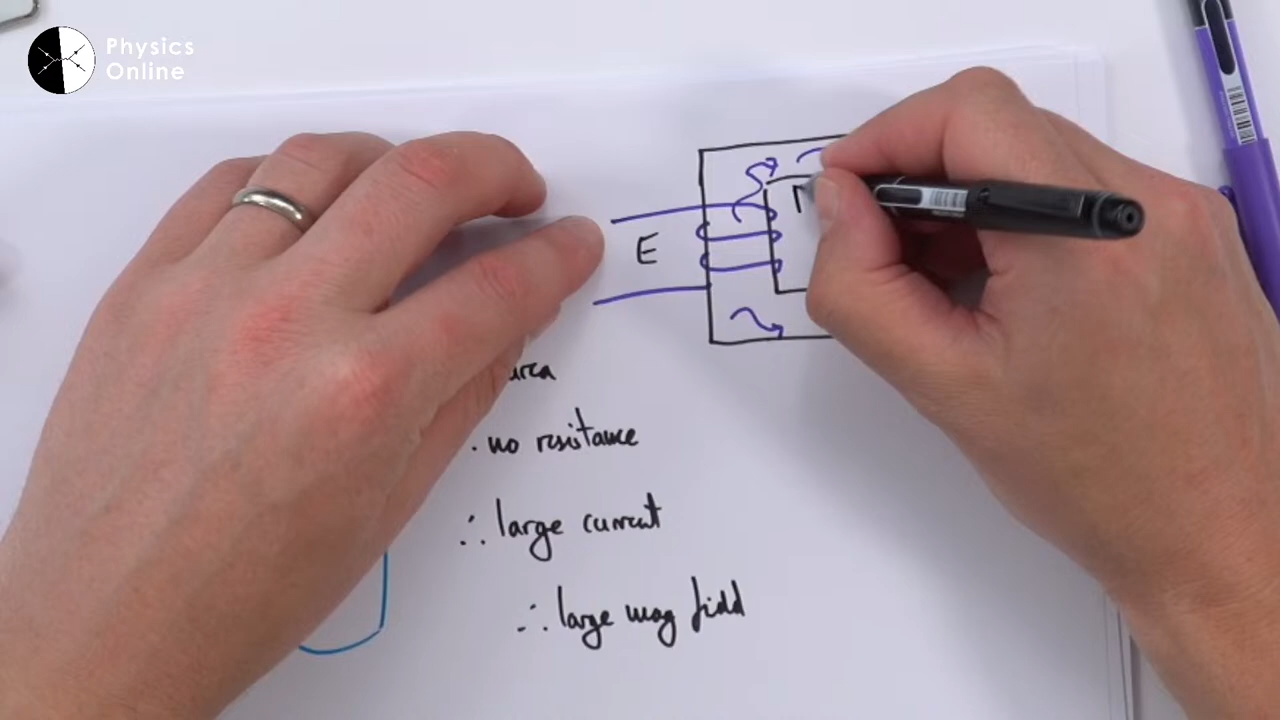 Physics
Online
E
· no resistance
∴ large current
∴ large mag field